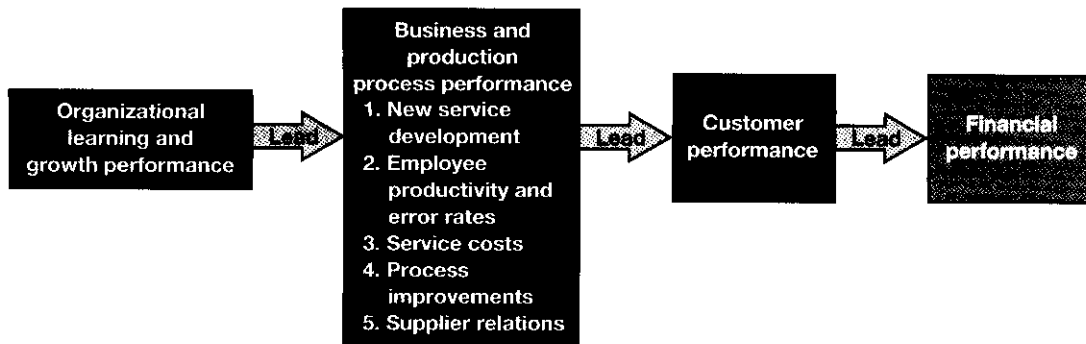 Organizational
learning and
growth performance
Lead
Business and
production
process performance
1. New service
development
2. Employee
productivity and
error rates
3. Service costs
4. Process
improvements
5. Supplier relations
Lead
Customer
performance
Lead
Financial
performance